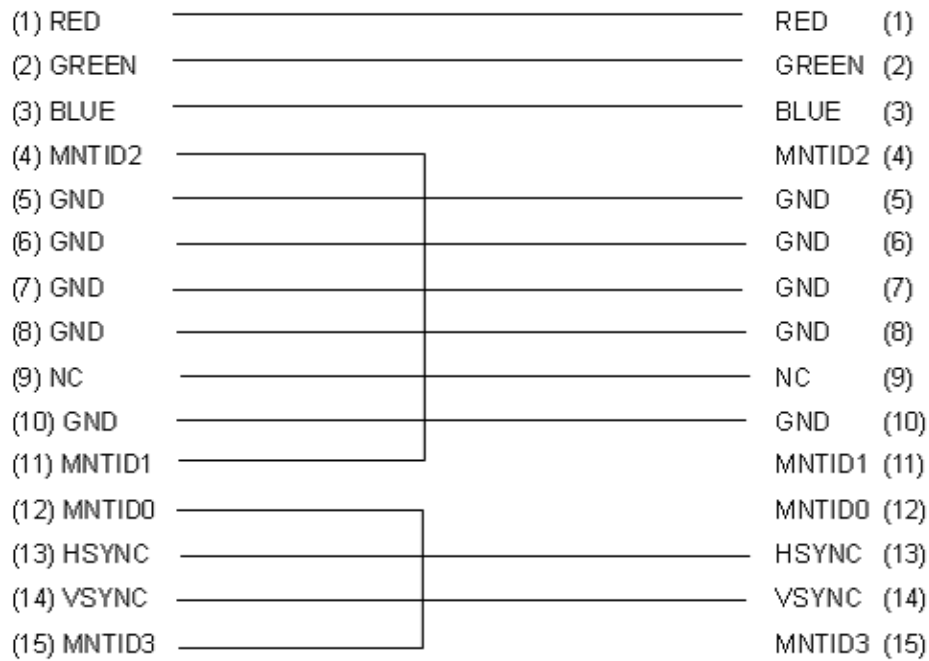 (1) RED RED (1)
(2) GREEN GREEN (2)
(3) BLUE BLUE (3)
(4) MNTID2 MNTID2 (4)
(5) GND GND (5)
(6) GND GND (6)
(7) GND GND (7)
(8) GND GND (8)
(9) NC NC (9)
(10) GND GND (10)
(11) MNTID1 MNTID1 (11)
(12) MNTID0 MNTID0 (12)
(13) HSYNC HSYNC (13)
(14) VSYNC VSYNC (14)
(15) MNTID3 MNTID3 (15)